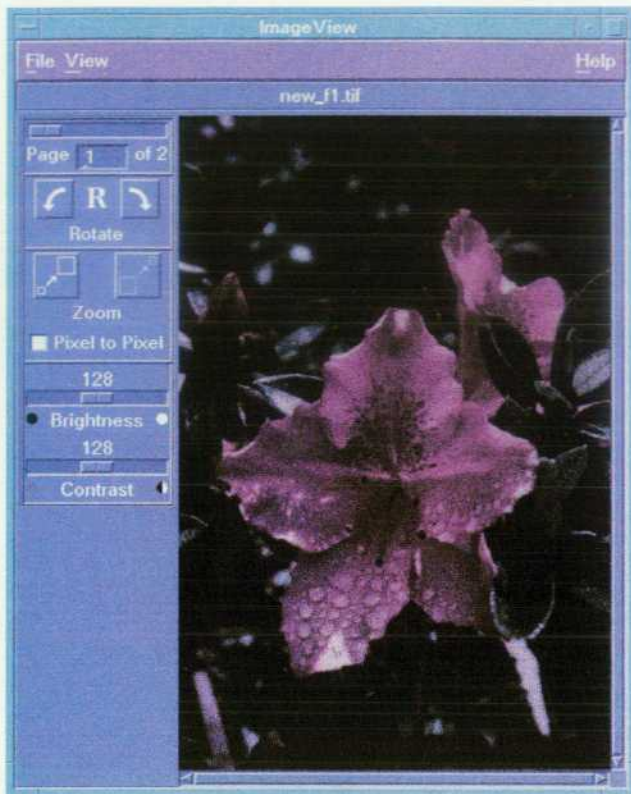 ImageView
File View Help
new_f1.tif
Page 1 of 2
R
Rotate
Zoom
Pixel to Pixel
128
Brightness
128
Contrast